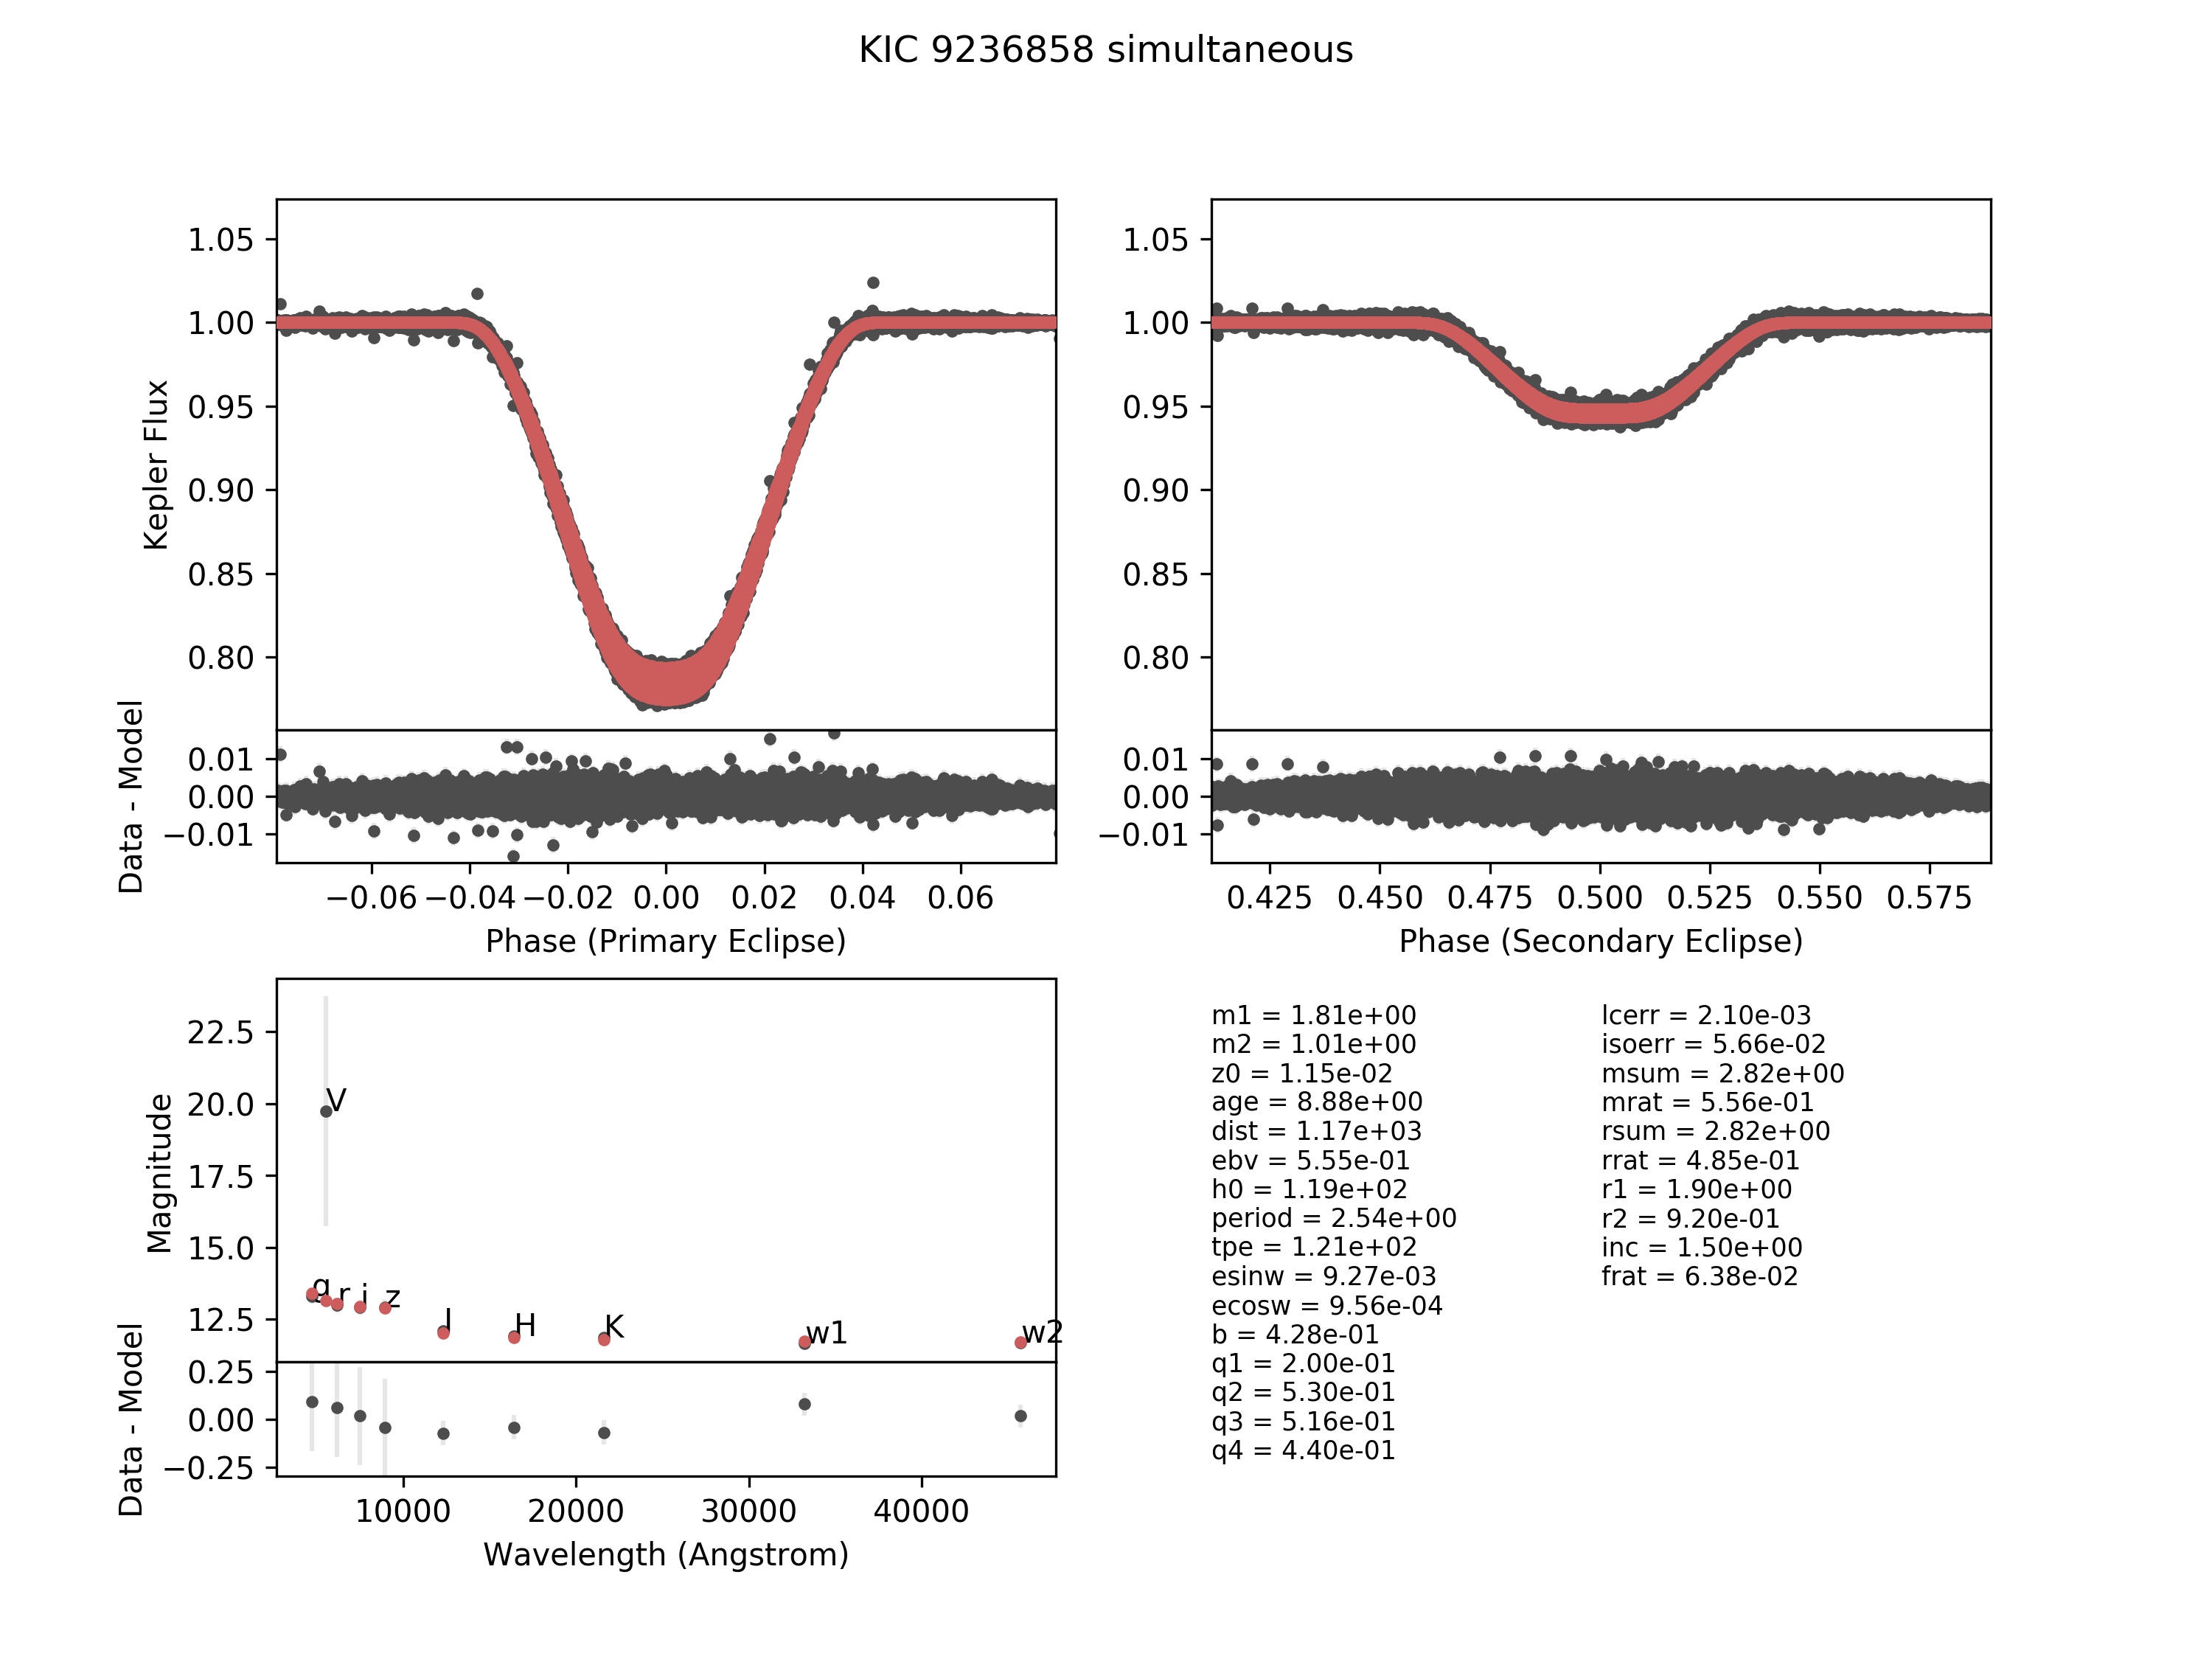 KIC 9236858 simultaneous
1.05
1.00
0.95
0.90
0.85
0.80
Kepler Flux
0.01
0.00
−0.01
Data - Model
−0.06 −0.04 −0.02 0.00 0.02 0.04 0.06
Phase (Primary Eclipse)
1.05
1.00
0.95
0.90
0.85
0.80
0.01
0.00
−0.01
0.425 0.450 0.475 0.500 0.525 0.550 0.575
Phase (Secondary Eclipse)
22.5
20.0
17.5
15.0
12.5
Magnitude
V
g r i z J H K w1 w2
0.25
0.00
−0.25
Data - Model
10000 20000 30000 40000
Wavelength (Angstrom)
m1 = 1.81e+00
m2 = 1.01e+00
z0 = 1.15e-02
age = 8.88e+00
dist = 1.17e+03
ebv = 5.55e-01
h0 = 1.19e+02
period = 2.54e+00
tpe = 1.21e+02
esinw = 9.27e-03
ecosw = 9.56e-04
b = 4.28e-01
q1 = 2.00e-01
q2 = 5.30e-01
q3 = 5.16e-01
q4 = 4.40e-01
lcerr = 2.10e-03
isoerr = 5.66e-02
msum = 2.82e+00
mrat = 5.56e-01
rsum = 2.82e+00
rrat = 4.85e-01
r1 = 1.90e+00
r2 = 9.20e-01
inc = 1.50e+00
frat = 6.38e-02